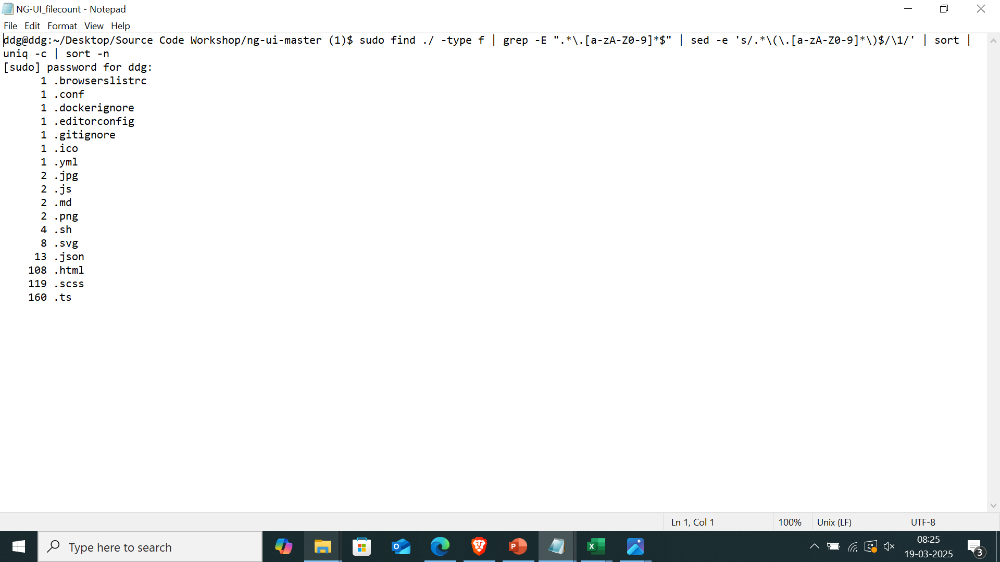 NG-UI_filecount - Notepad
File Edit Format View Help
ddg@ddg:~/Desktop/Source Code Workshop/ng-ui-master (1)$ sudo find ./ -type f | grep -E ".*\.[a-zA-Z0-9]*$" | sed -e 's/.*\(\.[a-zA-Z0-9]*\)$/\1/' | sort |
uniq -c | sort -n
[sudo] password for ddg:
1 .browserslistrc
1 .conf
1 .dockerignore
1 .editorconfig
1 .gitignore
1 .ico
1 .yml
2 .jpg
2 .js
2 .md
2 .png
4 .sh
8 .svg
13 .json
108 .html
119 .scss
160 .ts
Ln 1, Col 1 100% Unix (LF) UTF-8
Type here to search
08:25
19-03-2025
3